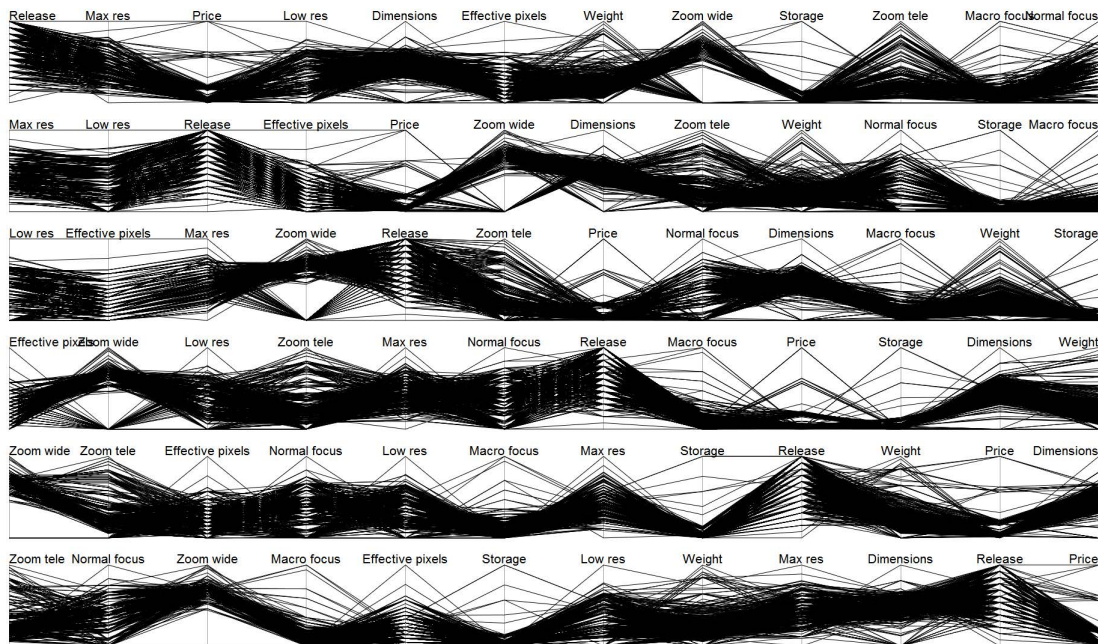 Release Max res Price Low res Dimensions Effective pixels Weight Zoom wide Storage Zoom tele Macro focus Normal focus
Max res Low res Release Effective pixels Price Zoom wide Dimensions Zoom tele Weight Normal focus Storage Macro focus
Low res Effective pixels Max res Zoom wide Release Zoom tele Price Normal focus Dimensions Macro focus Weight Storage
Effective pixels Zoom wide Low res Zoom tele Max res Normal focus Release Macro focus Price Storage Dimensions Weight
Zoom wide Zoom tele Effective pixels Normal focus Low res Macro focus Max res Storage Release Weight Price Dimensions
Zoom tele Normal focus Zoom wide Macro focus Effective pixels Storage Low res Weight Max res Dimensions Release Price